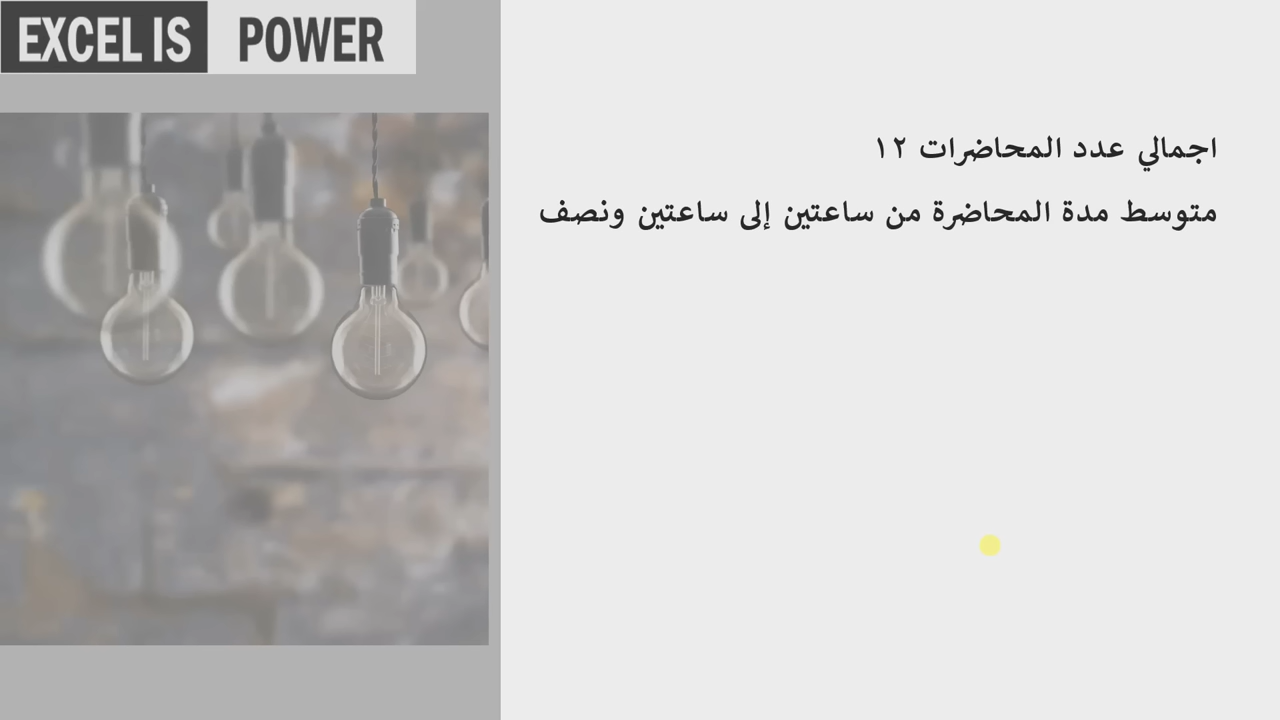 EXCEL IS POWER
اجمالي عدد المحاضرات ١٢
متوسط مدة المحاضرة من ساعتين إلى ساعتين ونصف